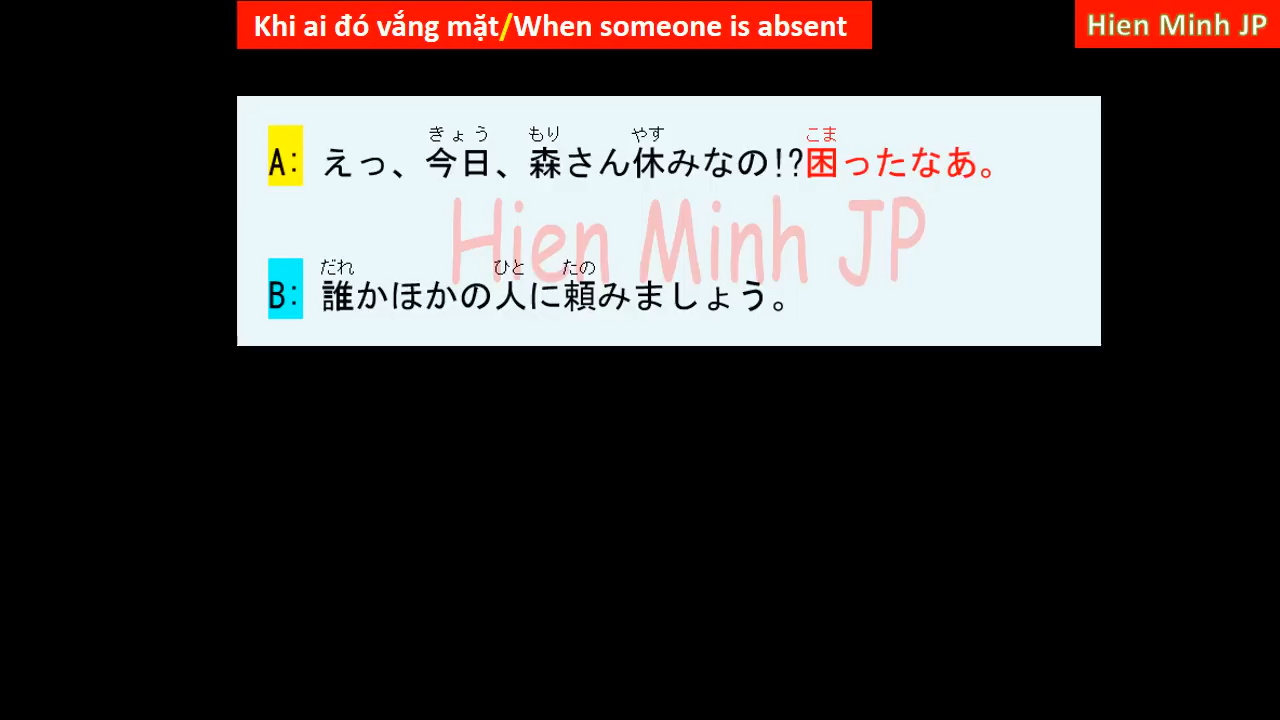 Khi ai đó vắng mặt/When someone is absent
Hien Minh JP
きょう もり やす こま
A: えっ、今日、森さん休みなの!?困ったなあ。
Hien Minh JP
だれ ひと たの
B: 誰かほかの人に頼みましょう。